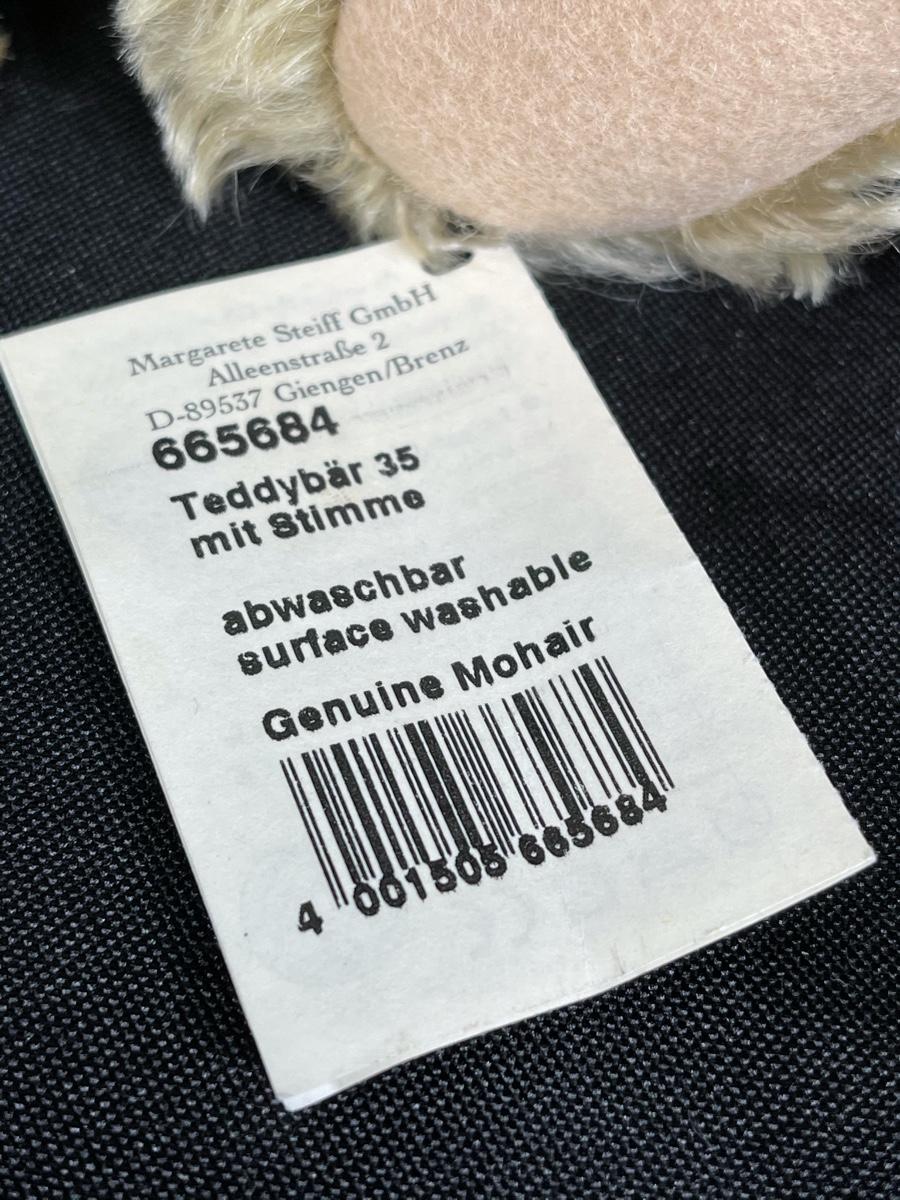 Margarete Steiff GmbH
Alleenstraße 2
D-89537 Giengen/Brenz
665684
Teddybär 35
mit Stimme
abwaschbar
surface washable
Genuine Mohair
4 001505 665684